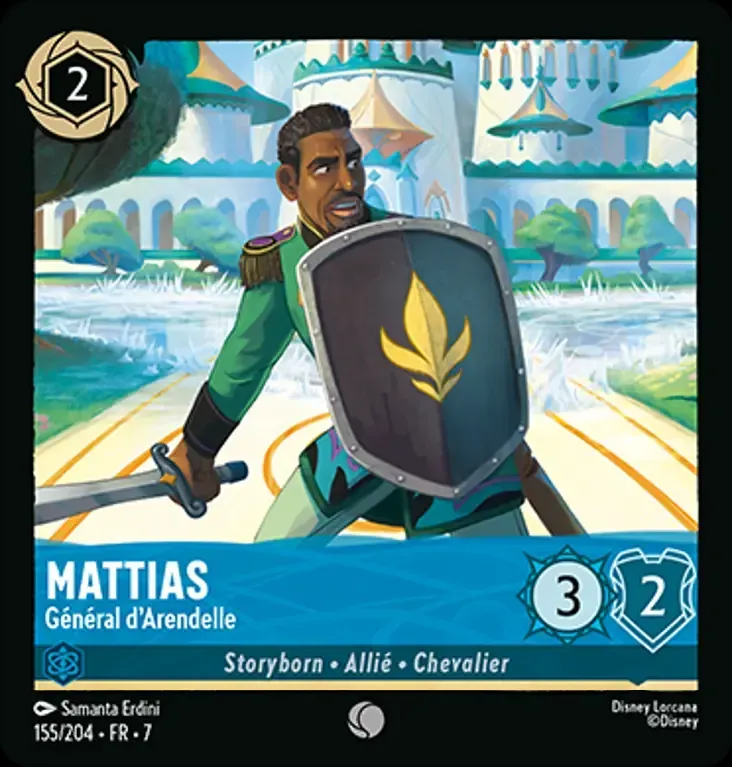 2
MATTIAS
Général d'Arendelle
3
2
Storyborn • Allié • Chevalier
Samanta Erdini
155/204 • FR • 7
Disney Lorcana
©Disney